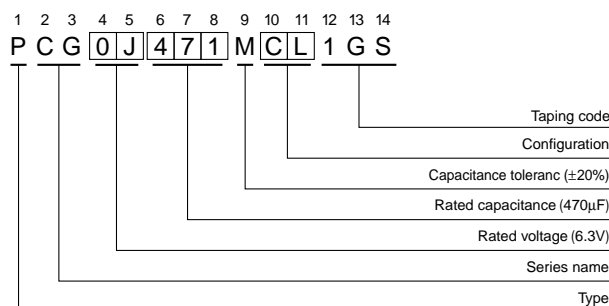 1 2 3 4 5 6 7 8 9 10 11 12 13 14
P C G 0 J 4 7 1 M C L 1 G S
Taping code
Configuration
Capacitance toleranc (±20%)
Rated capacitance (470μF)
Rated voltage (6.3V)
Series name
Type